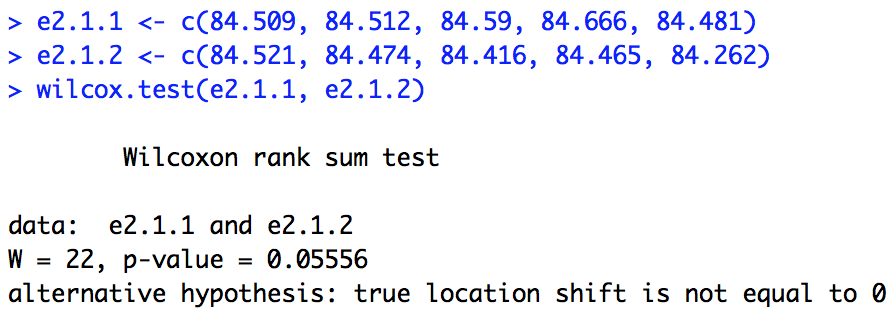 > e2.1.1 <- c(84.509, 84.512, 84.59, 84.666, 84.481)
> e2.1.2 <- c(84.521, 84.474, 84.416, 84.465, 84.262)
> wilcox.test(e2.1.1, e2.1.2)
Wilcoxon rank sum test
data:  e2.1.1 and e2.1.2
W = 22, p-value = 0.05556
alternative hypothesis: true location shift is not equal to 0